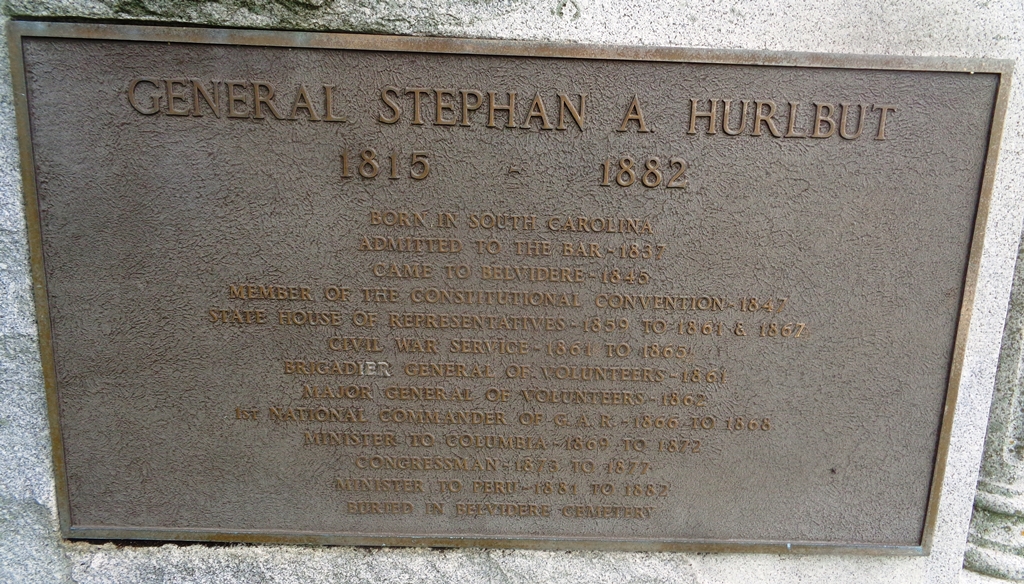 GENERAL STEPHAN A. HURLBUT
1815 - 1882
BORN IN SOUTH CAROLINA
ADMITTED TO THE BAR - 1837
CAME TO BELVIDERE - 1845
MEMBER OF THE CONSTITUTIONAL CONVENTION - 1847
STATE HOUSE OF REPRESENTATIVES - 1859 TO 1861 & 1867
CIVIL WAR SERVICE - 1861 TO 1865
BRIGADIER GENERAL OF VOLUNTEERS - 1861
MAJOR GENERAL OF VOLUNTEERS - 1862
1ST NATIONAL COMMANDER OF G.A.R. - 1866 TO 1868
MINISTER TO COLUMBIA - 1869 TO 1872
CONGRESSMAN - 1873 TO 1877
MINISTER TO PERU - 1881 TO 1882
BURIED IN BELVIDERE CEMETERY